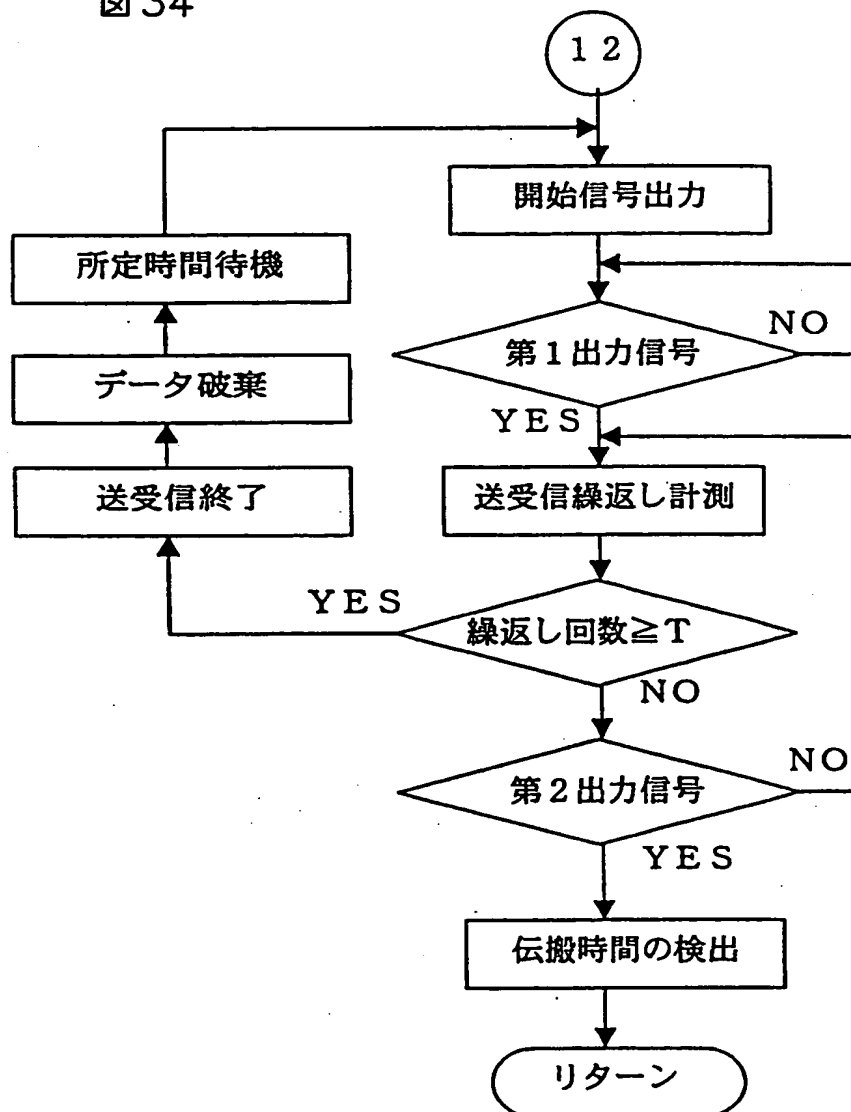 図34
12
開始信号出力
所定時間待機
NO
第1出力信号
データ破棄
YES
送受信終了
送受信繰返し計測
YES
繰返し回数≧T
NO
NO
第2出力信号
YES
伝搬時間の検出
リターン